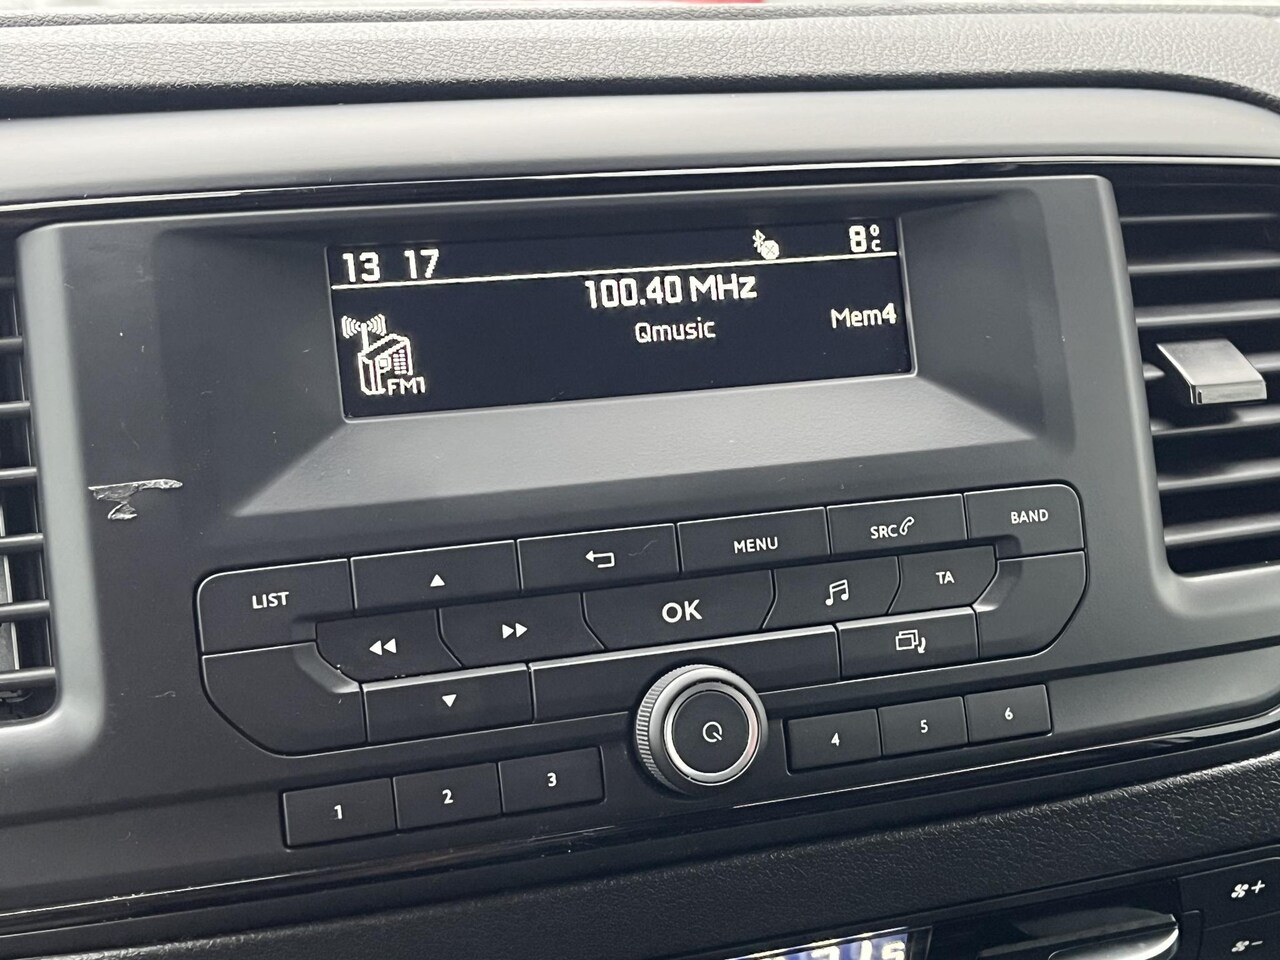 13 17
8°C
100.40 MHz
Qmusic
Mem4
FM1
LIST
MENU
SRC
BAND
OK
TA
1
2
3
4
5
6
+
-